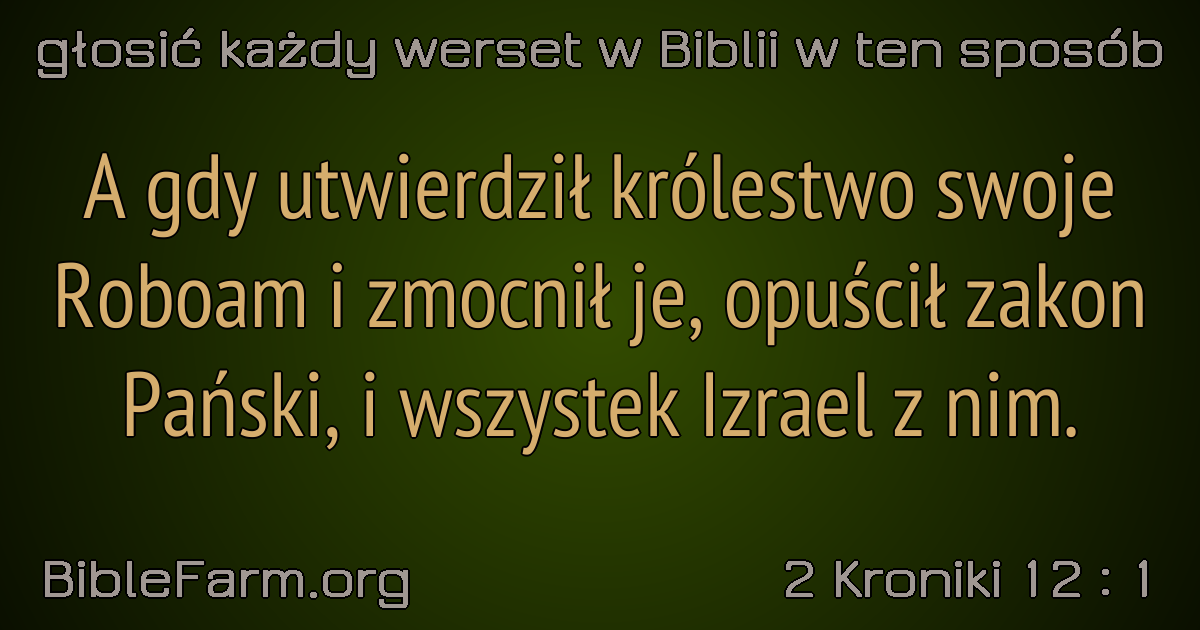 głosić każdy werset w Biblii w ten sposób
A gdy utwierdził królestwo swoje
Roboam i zmocnił je, opuścił zakon
Pański, i wszystek Izrael z nim.
BibleFarm.org
2 Kroniki 12 : 1